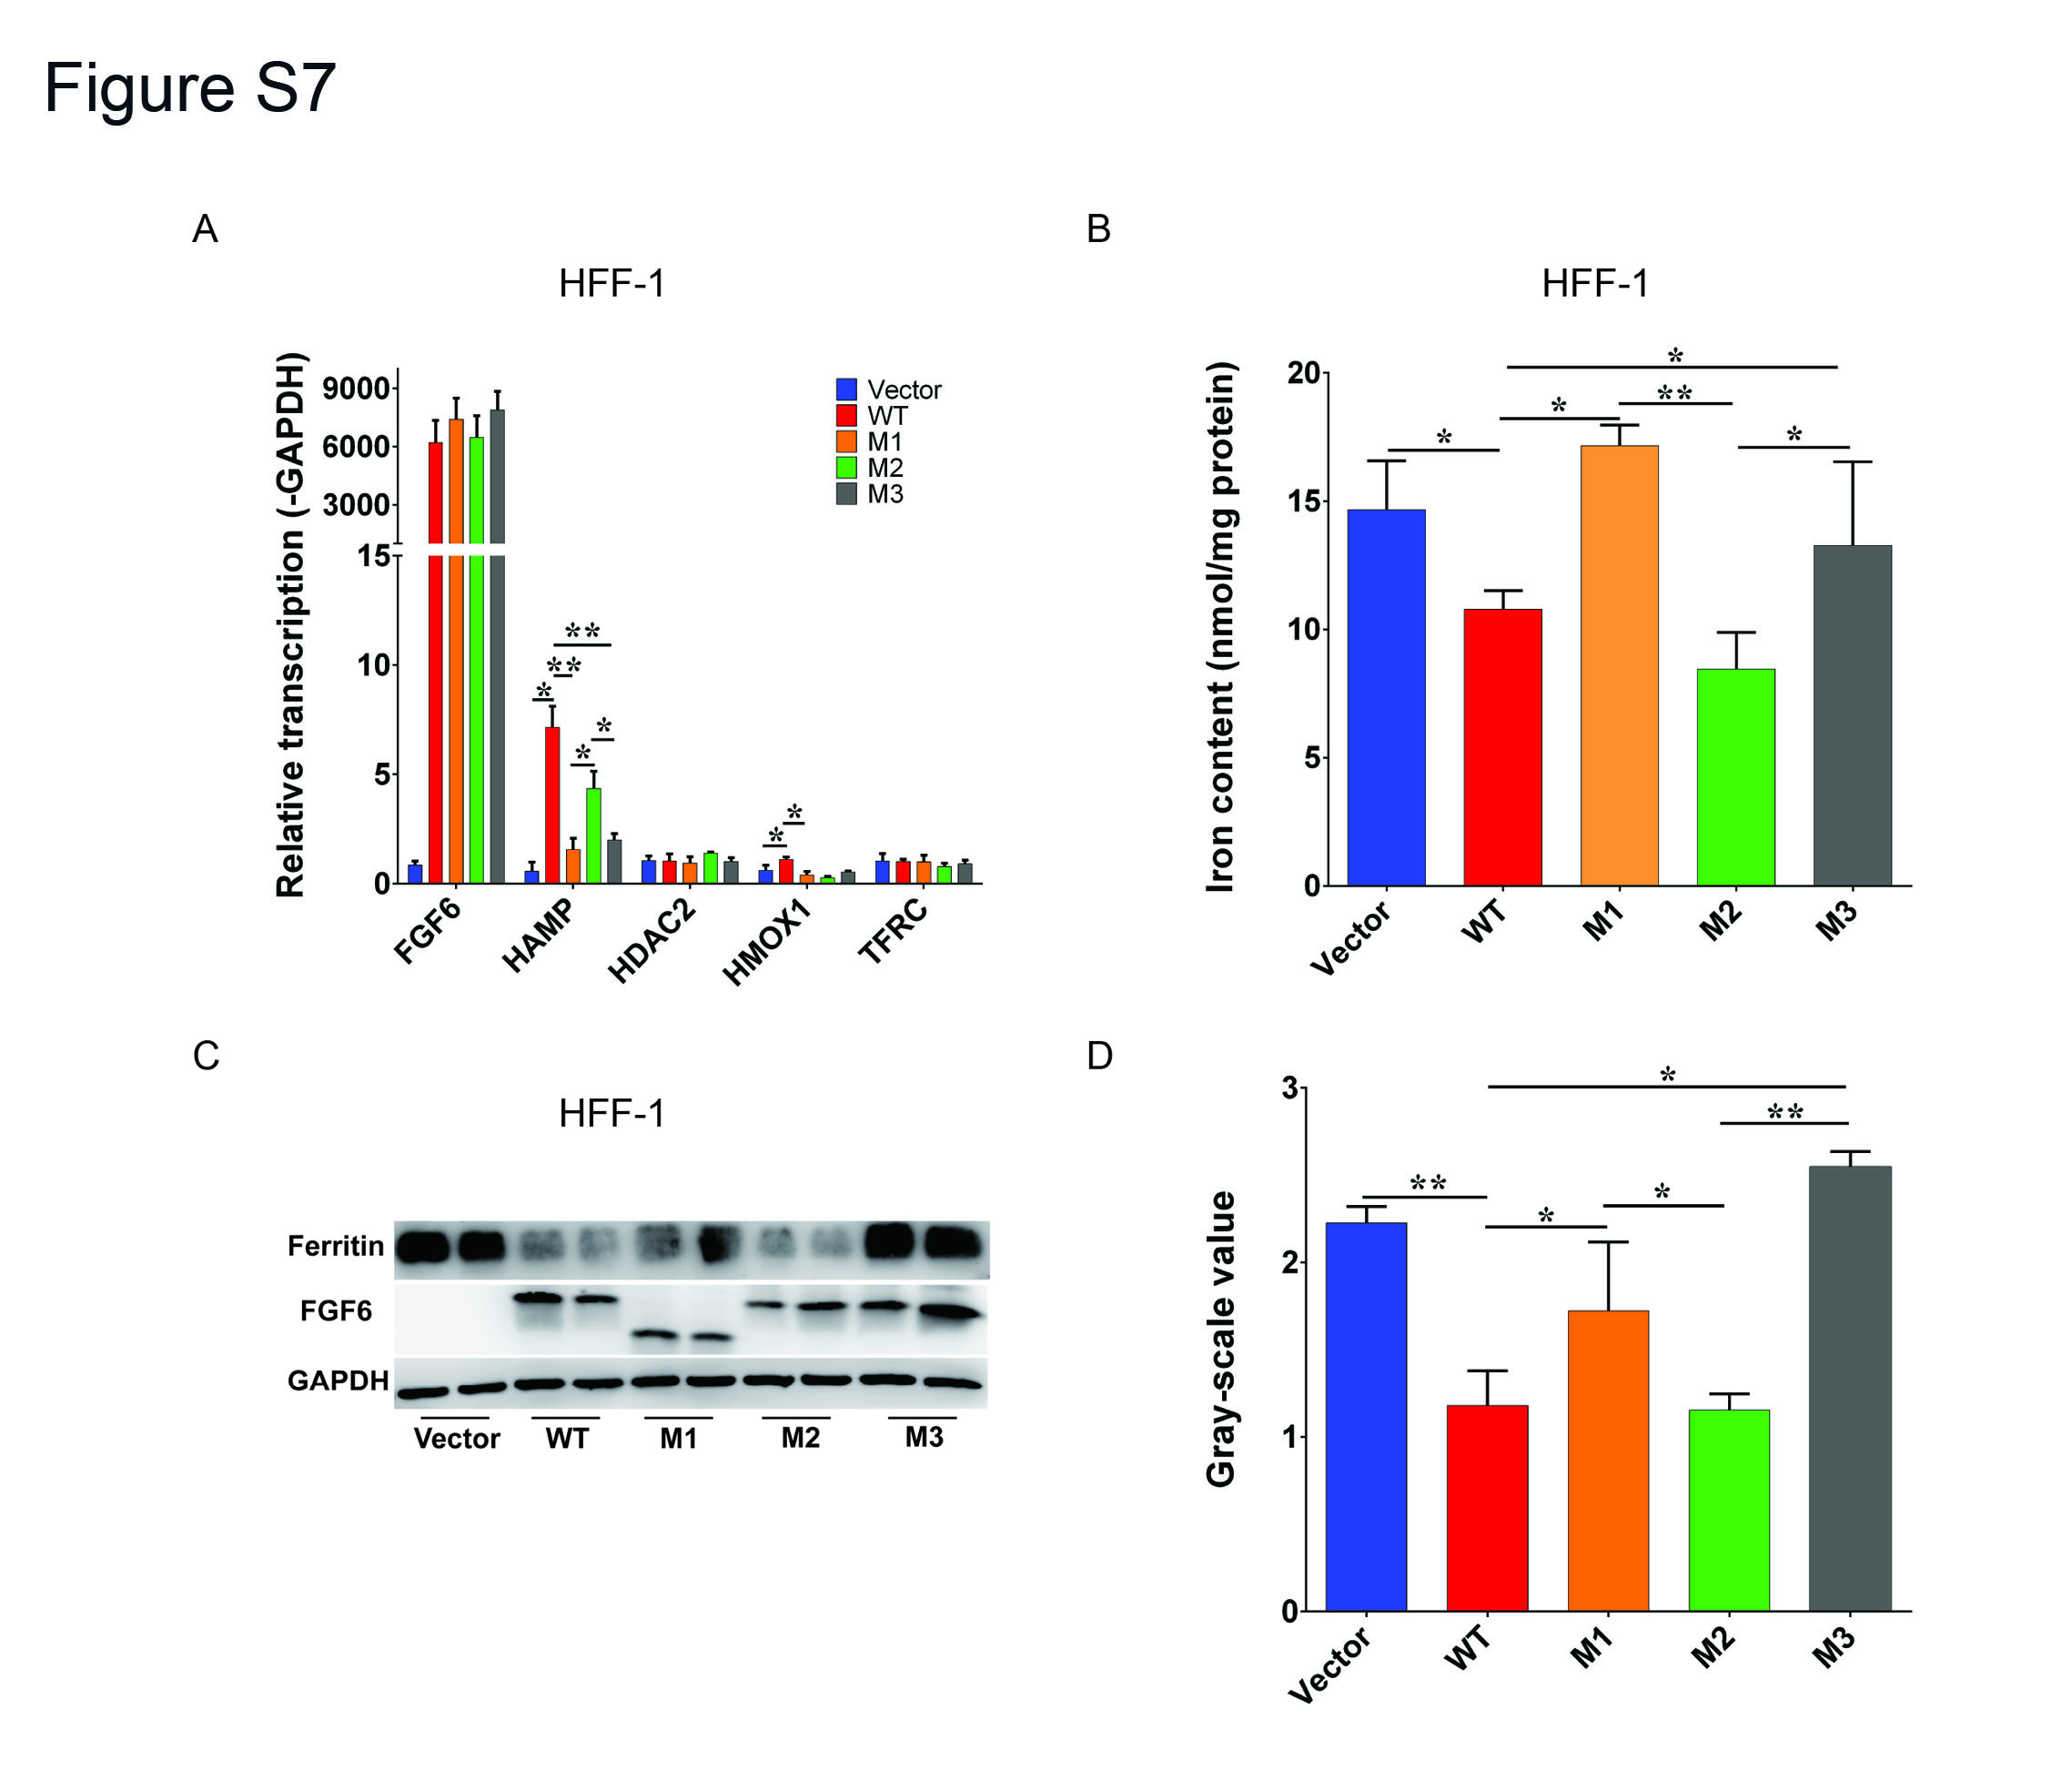 Figure S7
A
HFF-1
Relative transcription (-GAPDH)
9000
6000
3000
15
10
5
0
Vector
WT
M1
M2
M3
*
**
**
*
*
*
*
FGF6
HAMP
HDAC2
HMOX1
TFRC
B
HFF-1
Iron content (nmol/mg protein)
20
15
10
5
0
*
*
**
*
*
Vector
WT
M1
M2
M3
C
HFF-1
Ferritin
FGF6
GAPDH
Vector WT M1 M2 M3
D
Gray-scale value
3
2
1
0
*
**
**
*
*
Vector
WT
M1
M2
M3